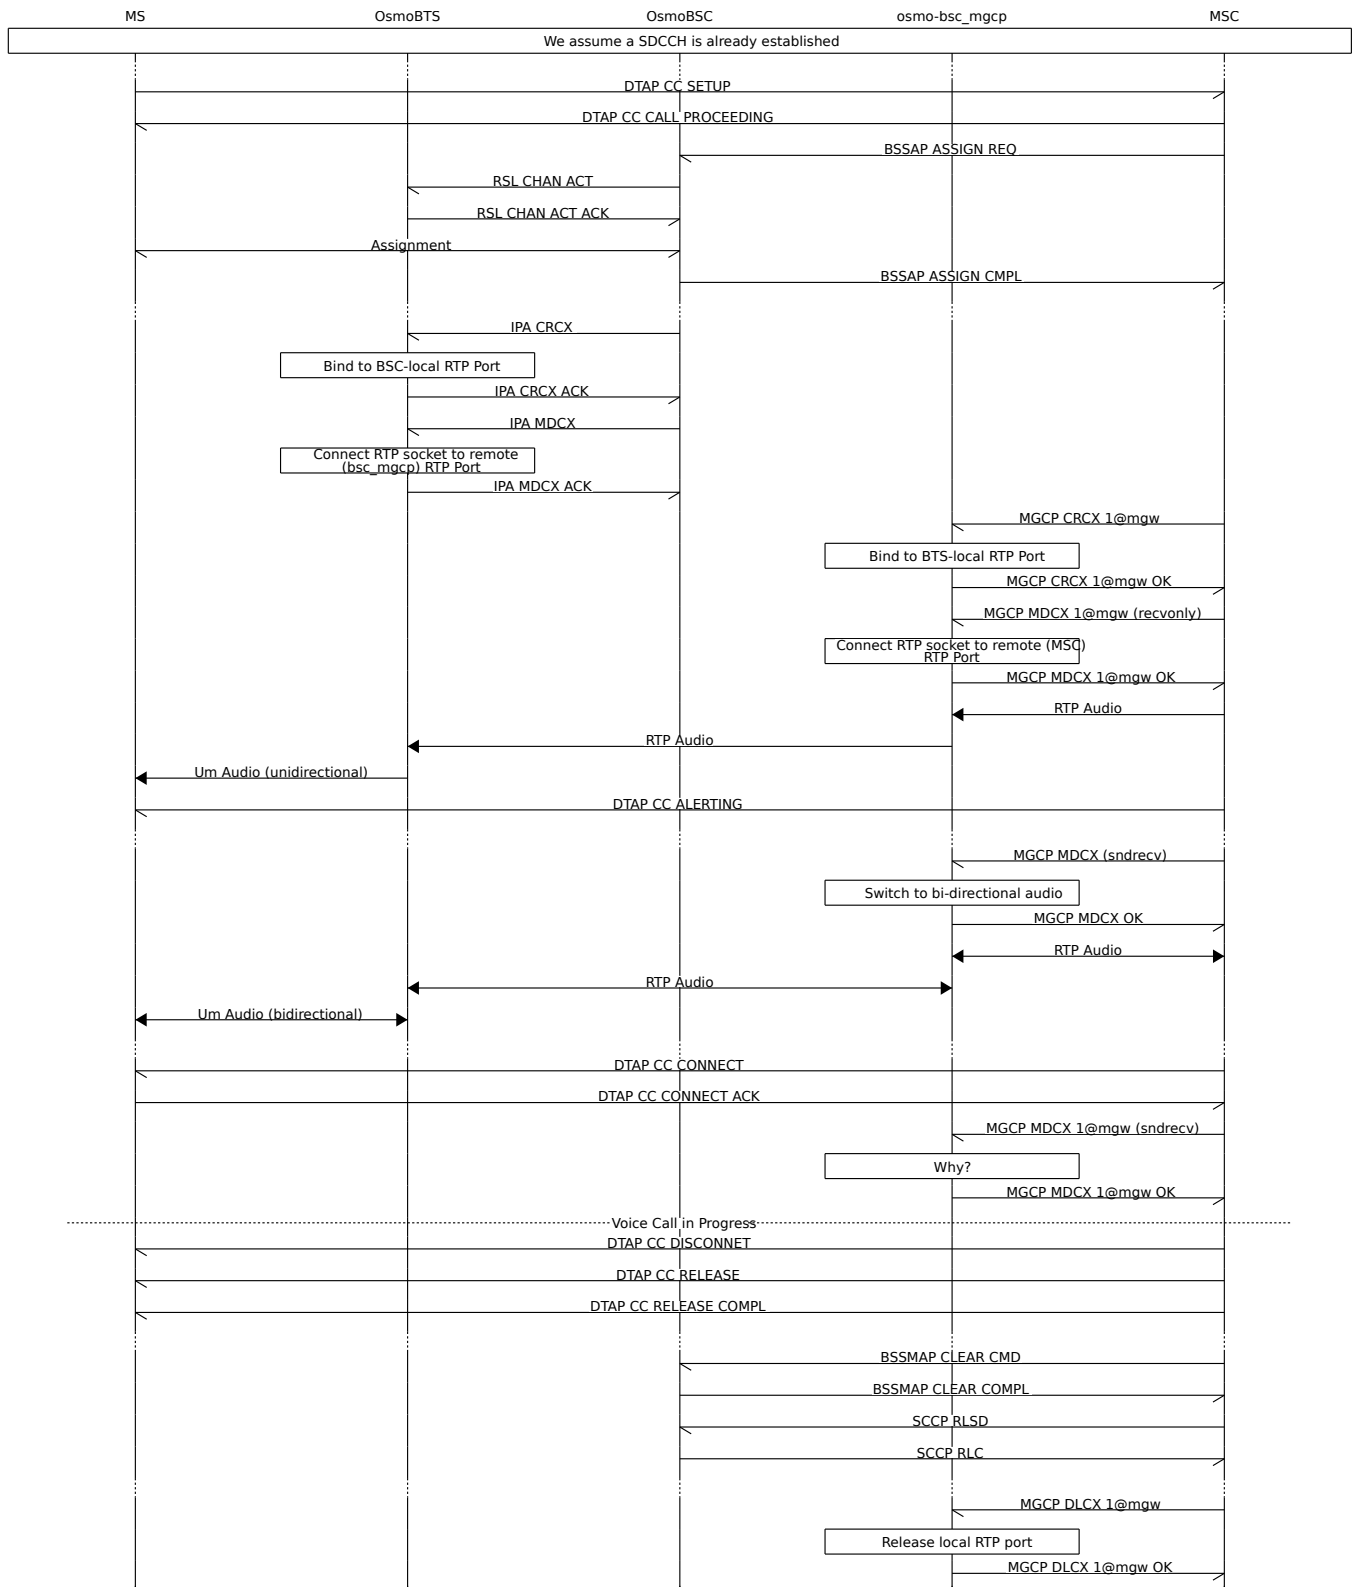 MS OsmoBTS OsmoBSC osmo-bsc_mgcp MSC
We assume a SDCCH is already established
DTAP CC SETUP
DTAP CC CALL PROCEEDING
BSSAP ASSIGN REQ
RSL CHAN ACT
RSL CHAN ACT ACK
Assignment
BSSAP ASSIGN CMPL
IPA CRCX
Bind to BSC-local RTP Port
IPA CRCX ACK
IPA MDCX
Connect RTP socket to remote
(bsc_mgcp) RTP Port
IPA MDCX ACK
MGCP CRCX 1@mgw
Bind to BTS-local RTP Port
MGCP CRCX 1@mgw OK
MGCP MDCX 1@mgw (recvonly)
Connect RTP socket to remote (MSC)
RTP Port
MGCP MDCX 1@mgw OK
RTP Audio
RTP Audio
Um Audio (unidirectional)
DTAP CC ALERTING
MGCP MDCX (sndrecv)
Switch to bi-directional audio
MGCP MDCX OK
RTP Audio
RTP Audio
Um Audio (bidirectional)
DTAP CC CONNECT
DTAP CC CONNECT ACK
MGCP MDCX 1@mgw (sndrecv)
Why?
MGCP MDCX 1@mgw OK
Voice Call in Progress
DTAP CC DISCONNET
DTAP CC RELEASE
DTAP CC RELEASE COMPL
BSSMAP CLEAR CMD
BSSMAP CLEAR COMPL
SCCP RLSD
SCCP RLC
MGCP DLCX 1@mgw
Release local RTP port
MGCP DLCX 1@mgw OK